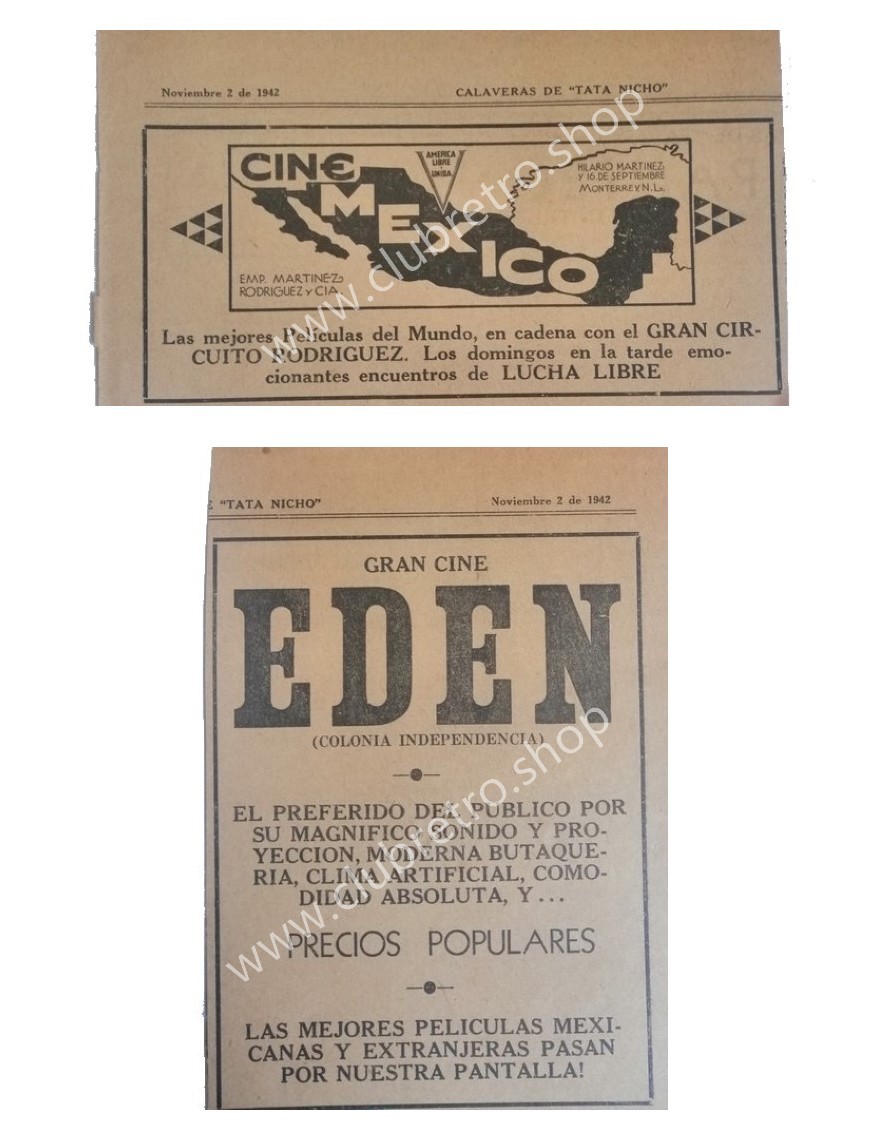 Noviembre 2 de 1942
CALAVERAS DE "TATA NICHO"
CINE
MEXICO
AMERICA
LIBRE
Y
UNIDA.
HILARIO MARTINEZ
Y 16 DE SEPTIEMBRE
MONTERREY, N.L.
EMP. MARTINEZ
RODRIGUEZ Y CIA.
Las mejores Películas del Mundo, en cadena con el GRAN CIR-
CUITO RODRIGUEZ. Los domingos en la tarde emo-
cionantes encuentros de LUCHA LIBRE
www.clubretro.shop
E "TATA NICHO"
Noviembre 2 de 1942
GRAN CINE
EDEN
(COLONIA INDEPENDENCIA)
EL PREFERIDO DEL PUBLICO POR
SU MAGNIFICO SONIDO Y PRO-
YECCION, MODERNA BUTAQUE-
RIA, CLIMA ARTIFICIAL, COMO-
DIDAD ABSOLUTA, Y...
PRECIOS POPULARES
LAS MEJORES PELICULAS MEXI-
CANAS Y EXTRANJERAS PASAN
POR NUESTRA PANTALLA!
www.clubretro.shop